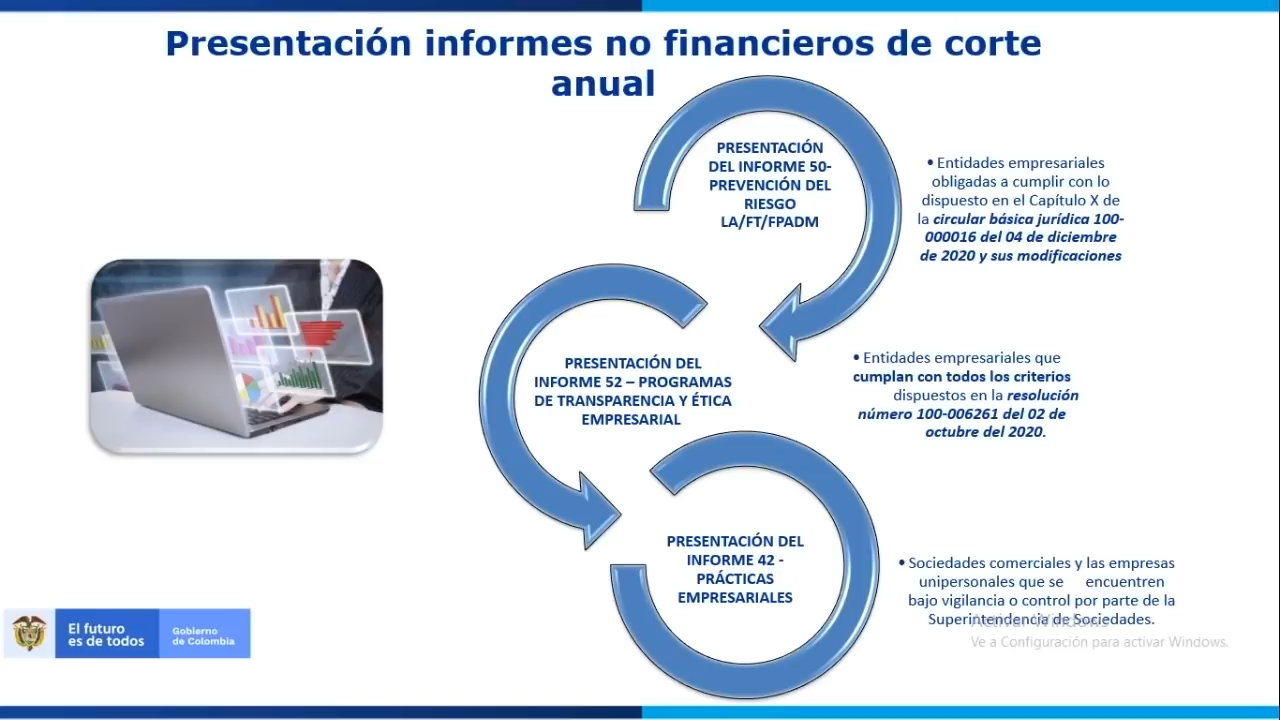 Presentación informes no financieros de corte
anual
PRESENTACIÓN
DEL INFORME 50-
PREVENCIÓN DEL
RIESGO
LA/FT/FPADM
• Entidades empresariales
obligadas a cumplir con lo
dispuesto en el Capítulo X de
la circular básica jurídica 100-
000016 del 04 de diciembre
de 2020 y sus modificaciones
PRESENTACIÓN DEL
INFORME 52 – PROGRAMAS
DE TRANSPARENCIA Y ÉTICA
EMPRESARIAL
• Entidades empresariales que
cumplan con todos los criterios
dispuestos en la resolución
número 100-006261 del 02 de
octubre del 2020.
PRESENTACIÓN DEL
INFORME 42 -
PRÁCTICAS
EMPRESARIALES
• Sociedades comerciales y las empresas
unipersonales que se encuentren
bajo vigilancia o control por parte de la
Superintendencia de Sociedades.
Activar Windows
Ve a Configuración para activar Windows.
El futuro
es de todos
Gobierno
de Colombia